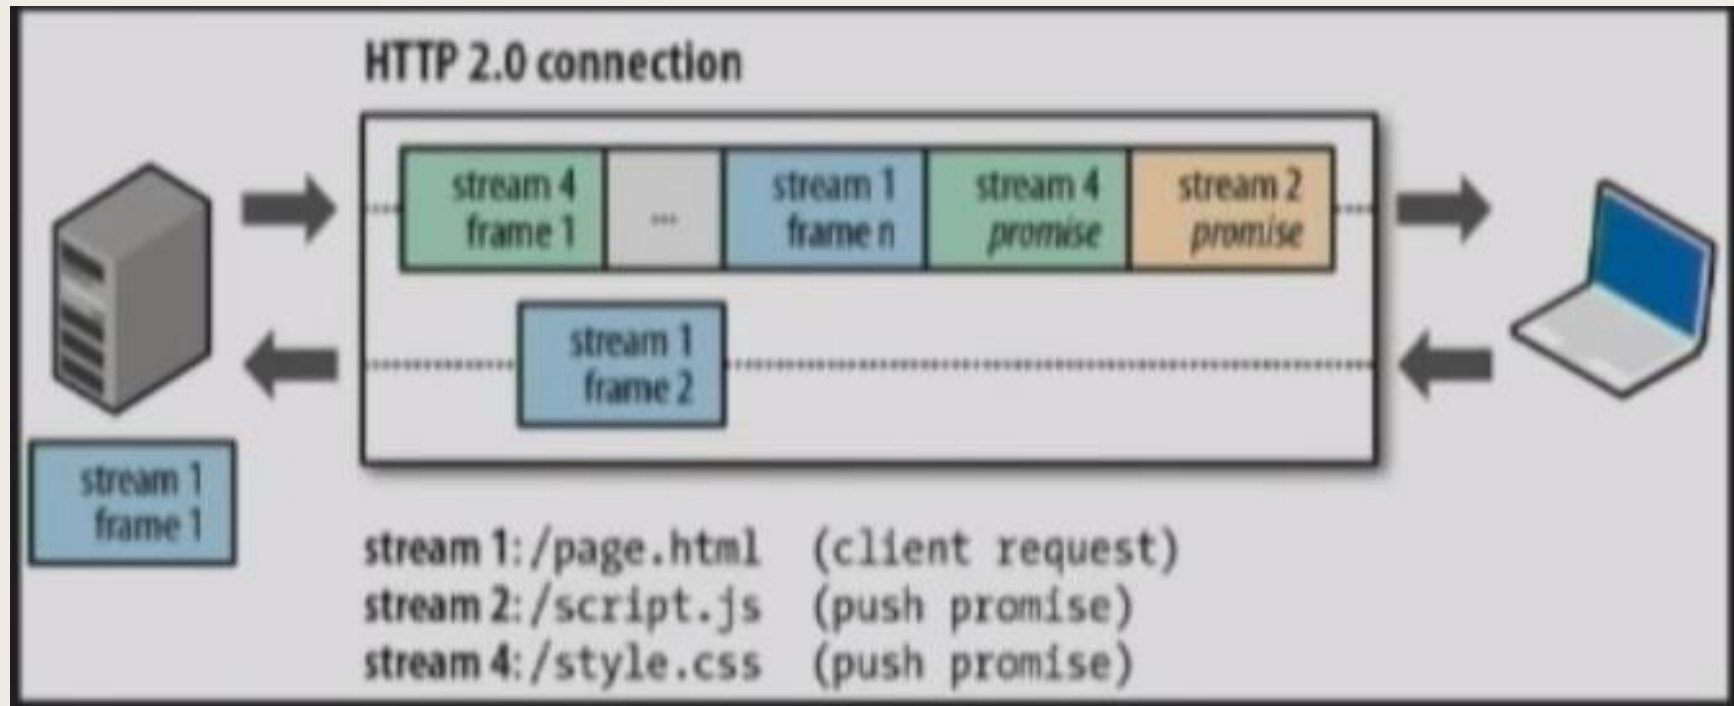 HTTP 2.0 connection
stream 4
frame 1
...
stream 1
frame n
stream 4
promise
stream 2
promise
stream 1
frame 2
stream 1
frame 1
stream 1: /page.html (client request)
stream 2: /script.js (push promise)
stream 4: /style.css (push promise)